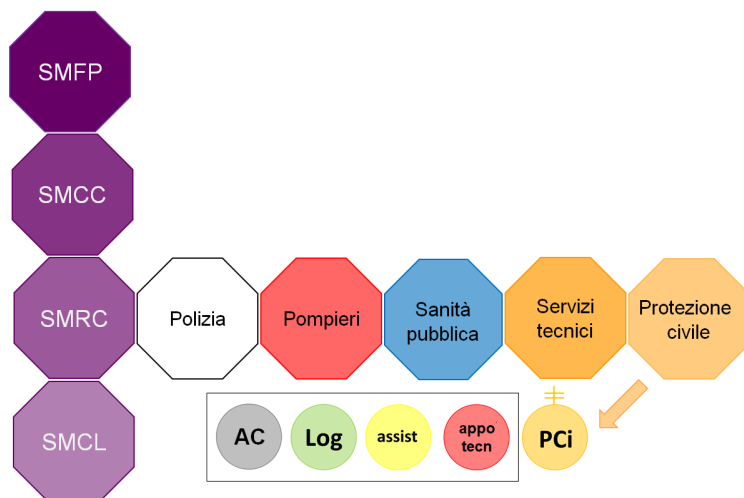 SMFP
SMCC
SMRC
Polizia
Pompieri
Sanità
pubblica
Servizi
tecnici
Protezione
civile
SMCL
AC
Log
assist
appo
tecn
PCi